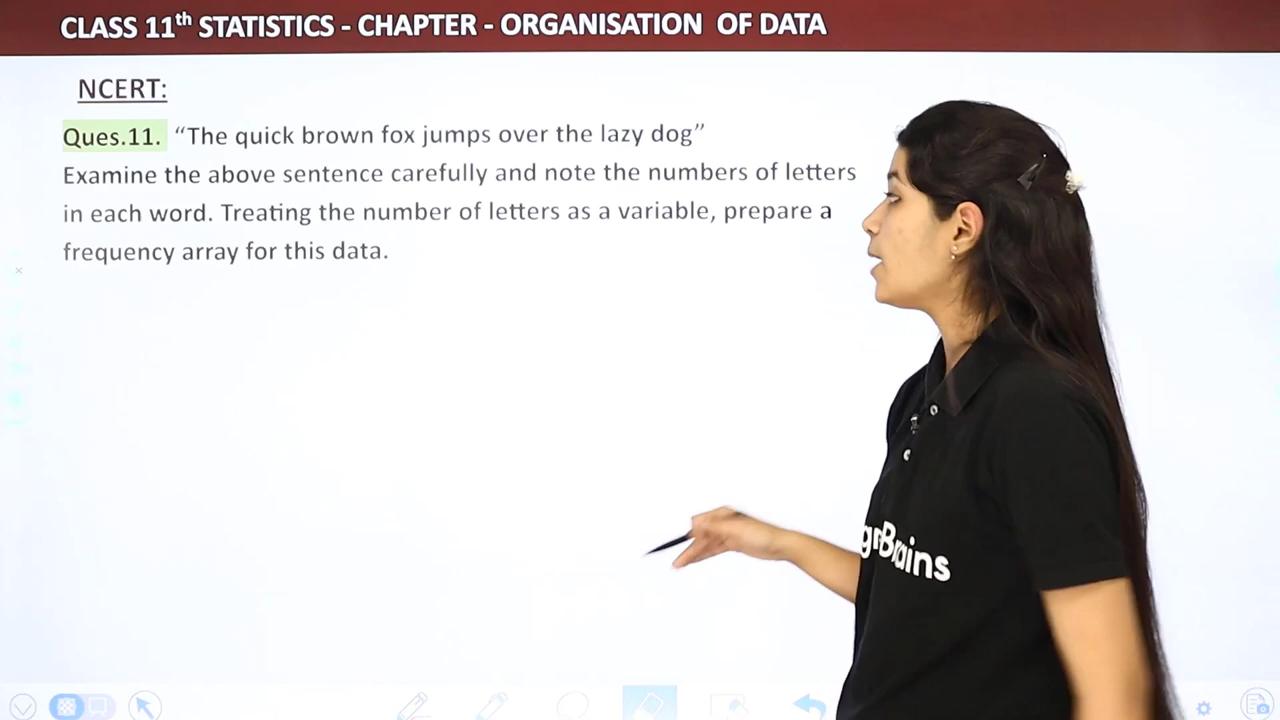 CLASS 11th STATISTICS - CHAPTER - ORGANISATION OF DATA
NCERT:
Ques.11. “The quick brown fox jumps over the lazy dog”
Examine the above sentence carefully and note the numbers of letters
in each word. Treating the number of letters as a variable, prepare a
frequency array for this data.
Brains